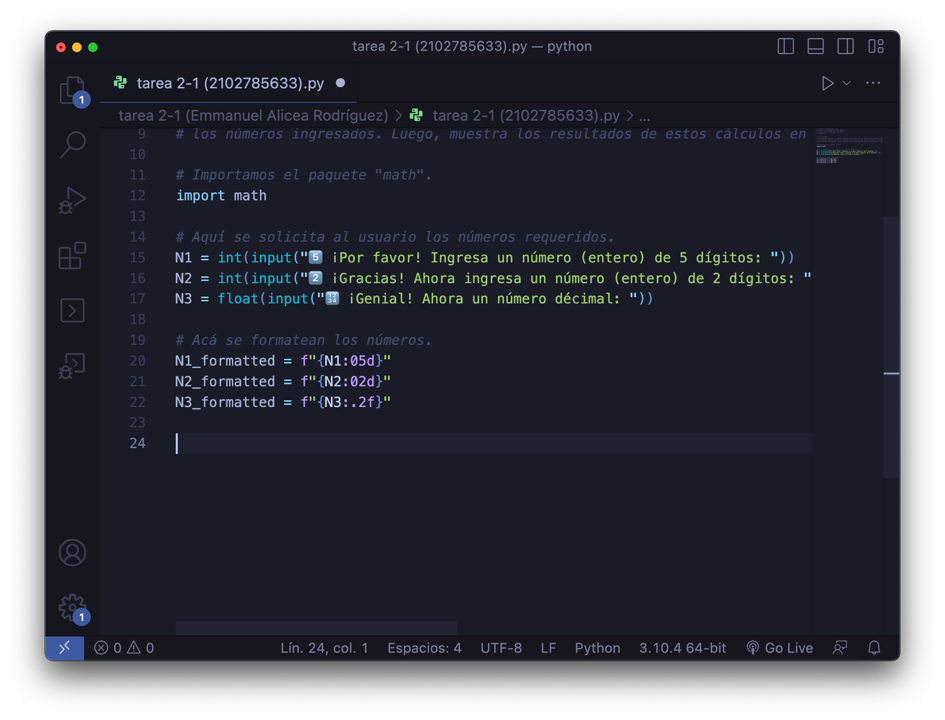 tarea 2-1 (2102785633).py — python
tarea 2-1 (2102785633).py
1
tarea 2-1 (Emmanuel Alicea Rodríguez) > tarea 2-1 (2102785633).py > ...
9 # los números ingresados. Luego, muestra los resultados de estos cálculos en
10
11 # Importamos el paquete "math".
12 import math
13
14 # Aquí se solicita al usuario los números requeridos.
15 N1 = int(input("5️⃣ ¡Por favor! Ingresa un número (entero) de 5 dígitos: "))
16 N2 = int(input("2️⃣ ¡Gracias! Ahora ingresa un número (entero) de 2 dígitos: "
17 N3 = float(input("🔢 ¡Genial! Ahora un número décimal: "))
18
19 # Acá se formatean los números.
20 N1_formatted = f"{N1:05d}"
21 N2_formatted = f"{N2:02d}"
22 N3_formatted = f"{N3:.2f}"
23
24
1
0 0 Lín. 24, col. 1 Espacios: 4 UTF-8 LF Python 3.10.4 64-bit Go Live